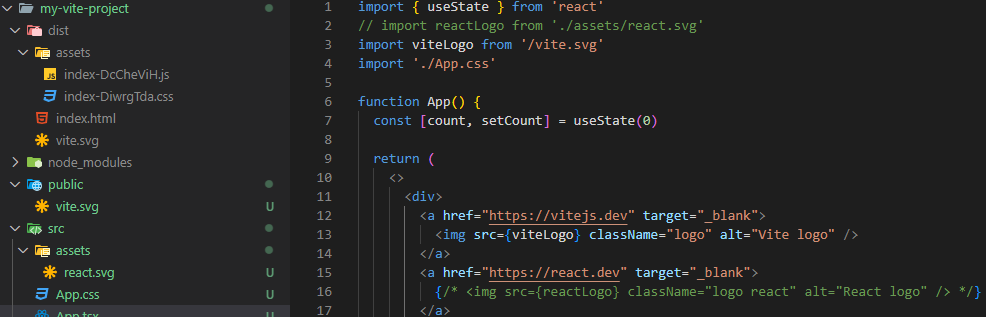 my-vite-project
dist
assets
index-DcCheViH.js
index-DiwrgTda.css
index.html
vite.svg
node_modules
public
vite.svg U
src
assets
react.svg U
App.css U
App.tsx
1 import { useState } from 'react'
2 // import reactLogo from './assets/react.svg'
3 import viteLogo from '/vite.svg'
4 import './App.css'
5
6 function App() {
7 const [count, setCount] = useState(0)
8
9 return (
10 <>
11 <div>
12 <a href="https://vitejs.dev" target="_blank">
13 <img src={viteLogo} className="logo" alt="Vite logo" />
14 </a>
15 <a href="https://react.dev" target="_blank">
16 {/* <img src={reactLogo} className="logo react" alt="React logo" /> */}
17 </a>